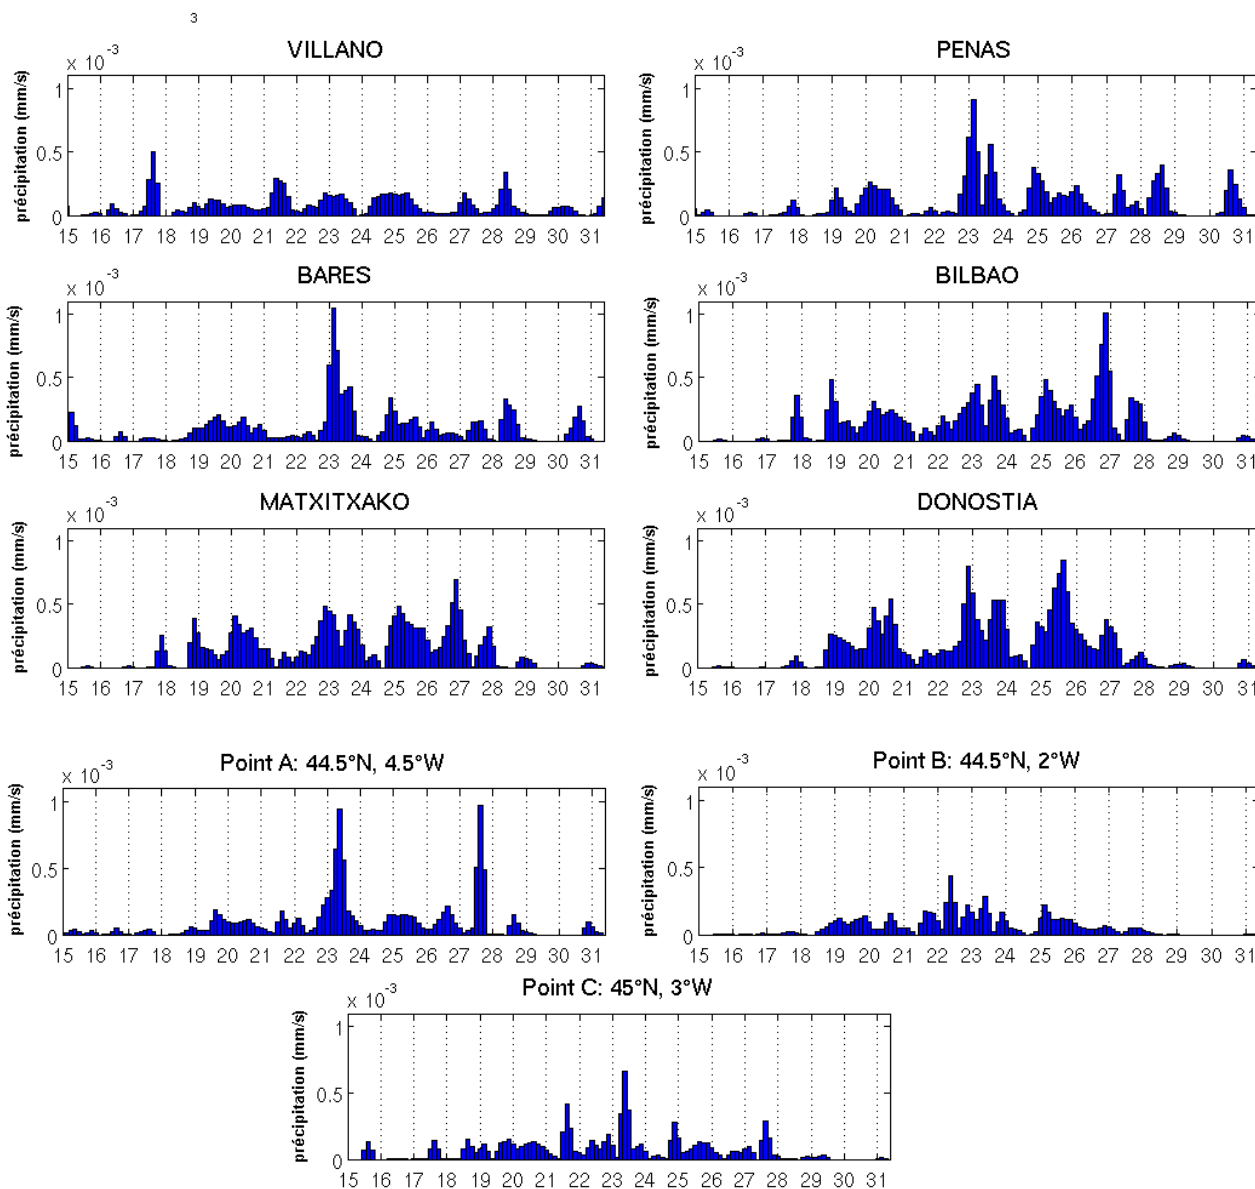 3
VILLANO
x 10-3
précipitation (mm/s)
1
0.5
0
15 16 17 18 19 20 21 22 23 24 25 26 27 28 29 30 31
PENAS
x 10-3
précipitation (mm/s)
1
0.5
0
15 16 17 18 19 20 21 22 23 24 25 26 27 28 29 30 31
BARES
x 10-3
précipitation (mm/s)
1
0.5
0
15 16 17 18 19 20 21 22 23 24 25 26 27 28 29 30 31
BILBAO
x 10-3
précipitation (mm/s)
1
0.5
0
15 16 17 18 19 20 21 22 23 24 25 26 27 28 29 30 31
MATXITXAKO
x 10-3
précipitation (mm/s)
1
0.5
0
15 16 17 18 19 20 21 22 23 24 25 26 27 28 29 30 31
DONOSTIA
x 10-3
précipitation (mm/s)
1
0.5
0
15 16 17 18 19 20 21 22 23 24 25 26 27 28 29 30 31
Point A: 44.5°N, 4.5°W
x 10-3
précipitation (mm/s)
1
0.5
0
15 16 17 18 19 20 21 22 23 24 25 26 27 28 29 30 31
Point B: 44.5°N, 2°W
x 10-3
précipitation (mm/s)
1
0.5
0
15 16 17 18 19 20 21 22 23 24 25 26 27 28 29 30 31
Point C: 45°N, 3°W
x 10-3
précipitation (mm/s)
1
0.5
0
15 16 17 18 19 20 21 22 23 24 25 26 27 28 29 30 31